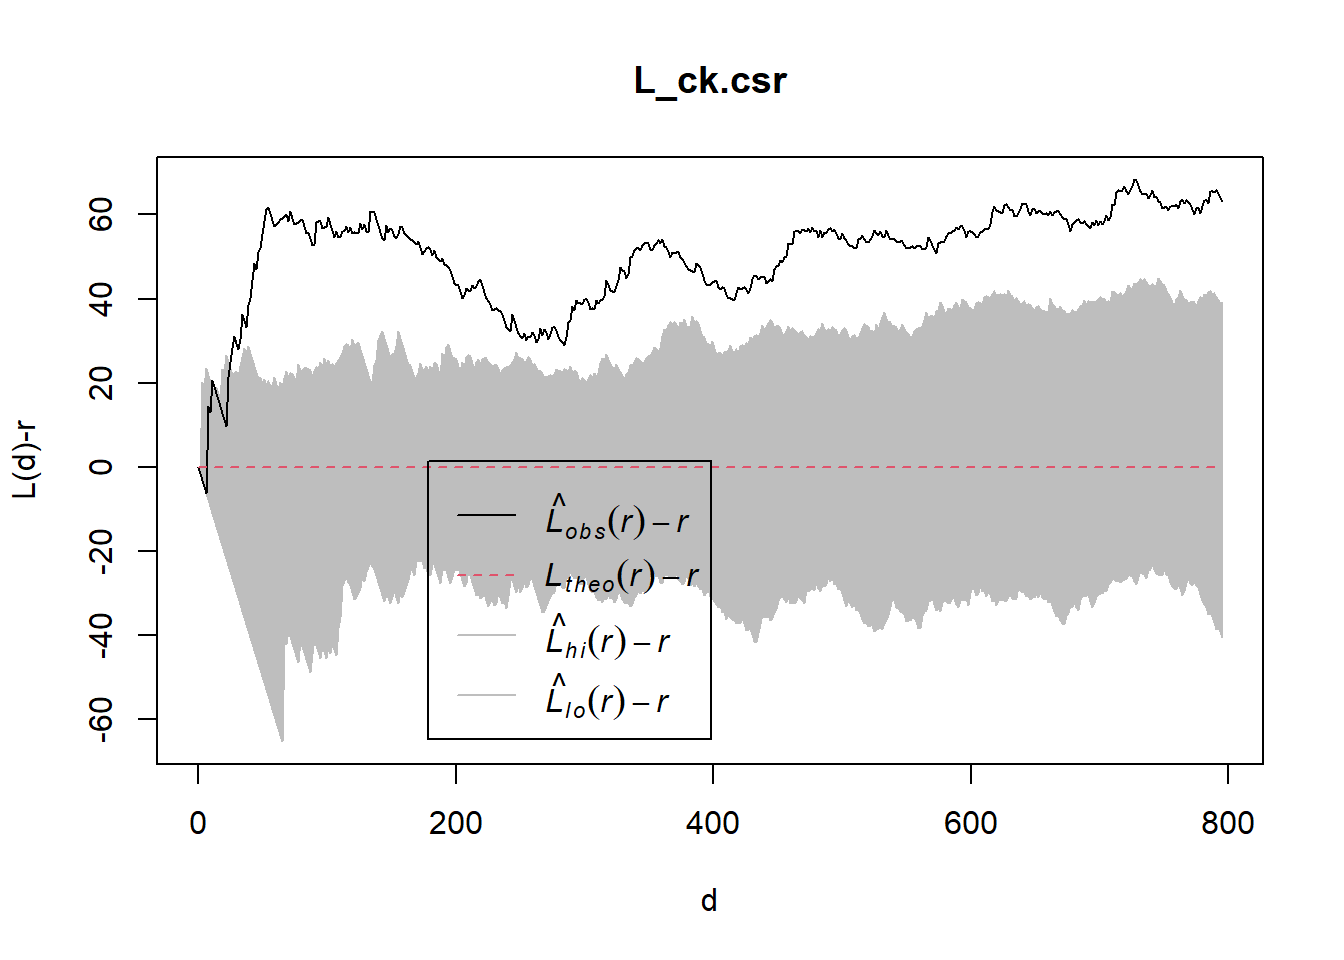 L_ck.csr
L(d)-r
60
40
20
0
-20
-40
-60
L̂obs(r) − r
Ltheo(r) − r
L̂hi(r) − r
L̂lo(r) − r
0 200 400 600 800
d